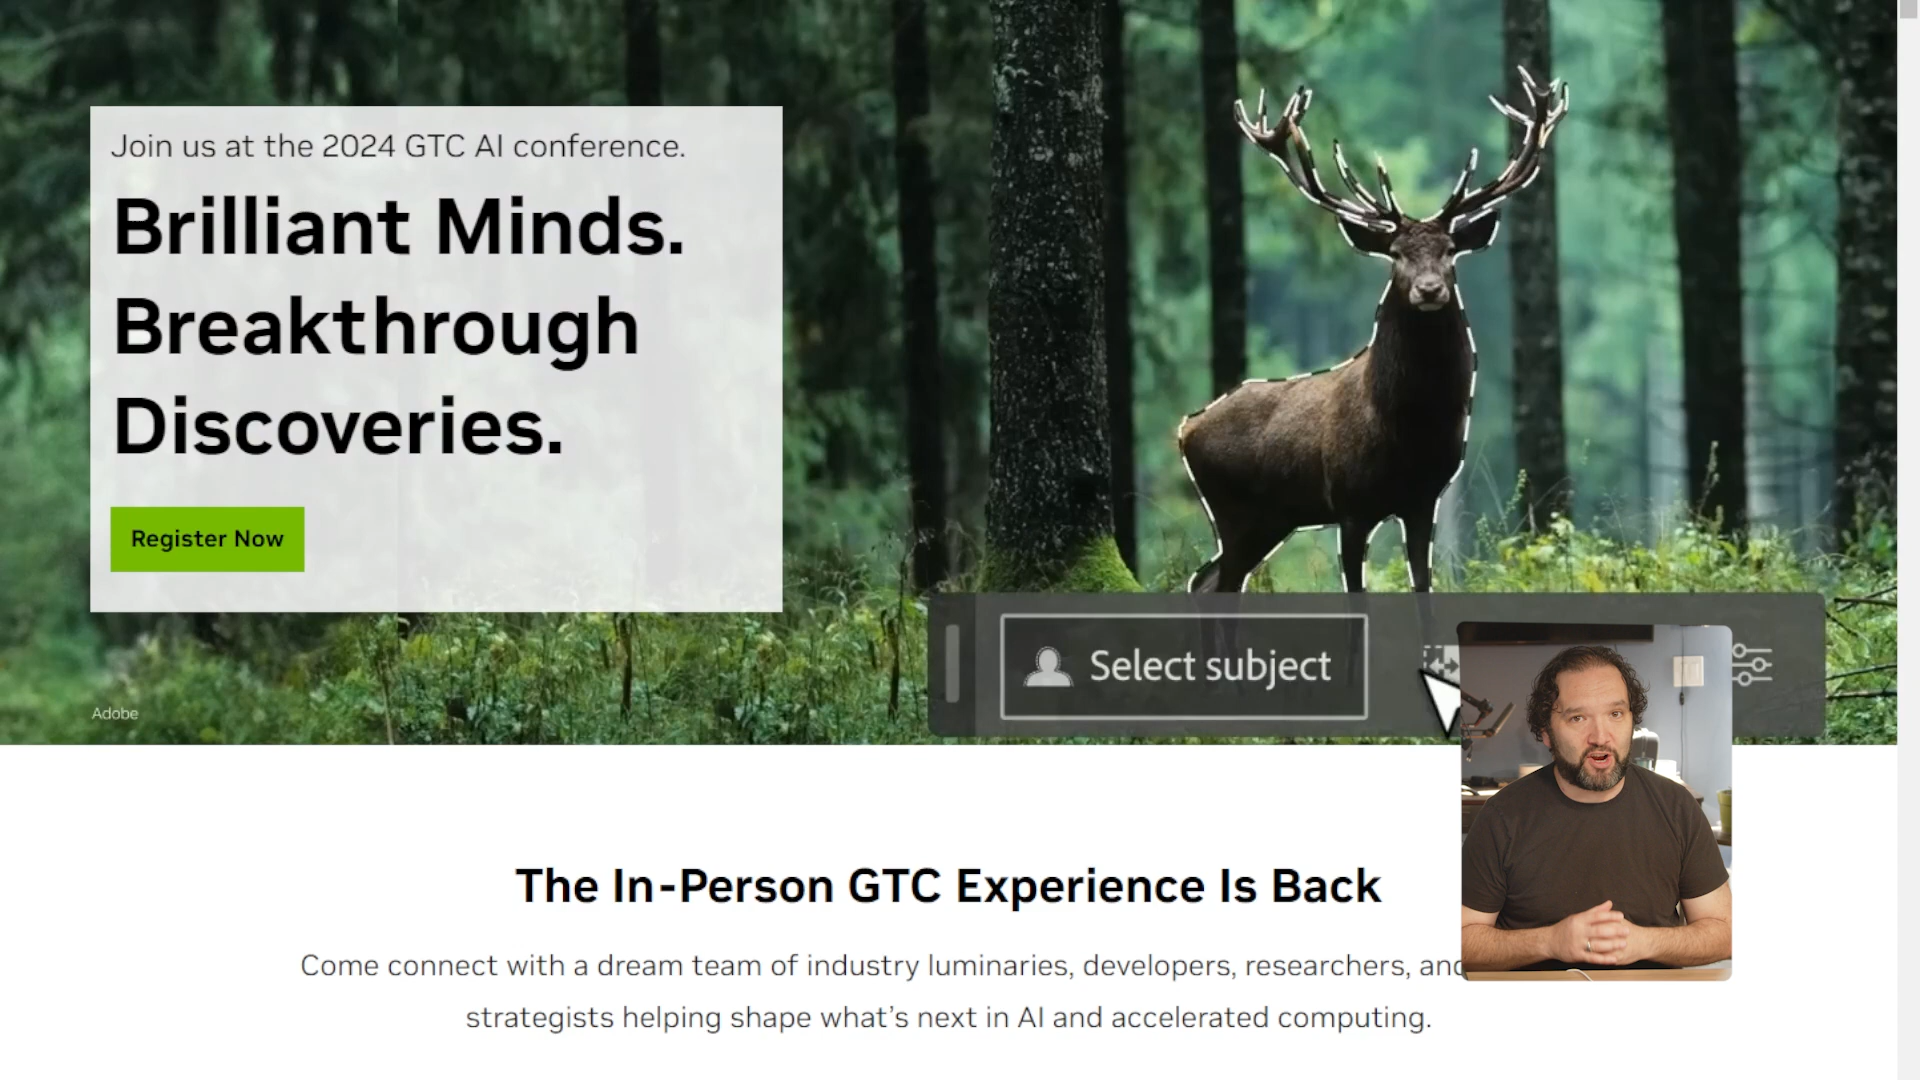 Join us at the 2024 GTC AI conference.
Brilliant Minds.
Breakthrough
Discoveries.
Register Now
Select subject
Adobe
The In-Person GTC Experience Is Back
Come connect with a dream team of industry luminaries, developers, researchers, and
strategists helping shape what’s next in AI and accelerated computing.